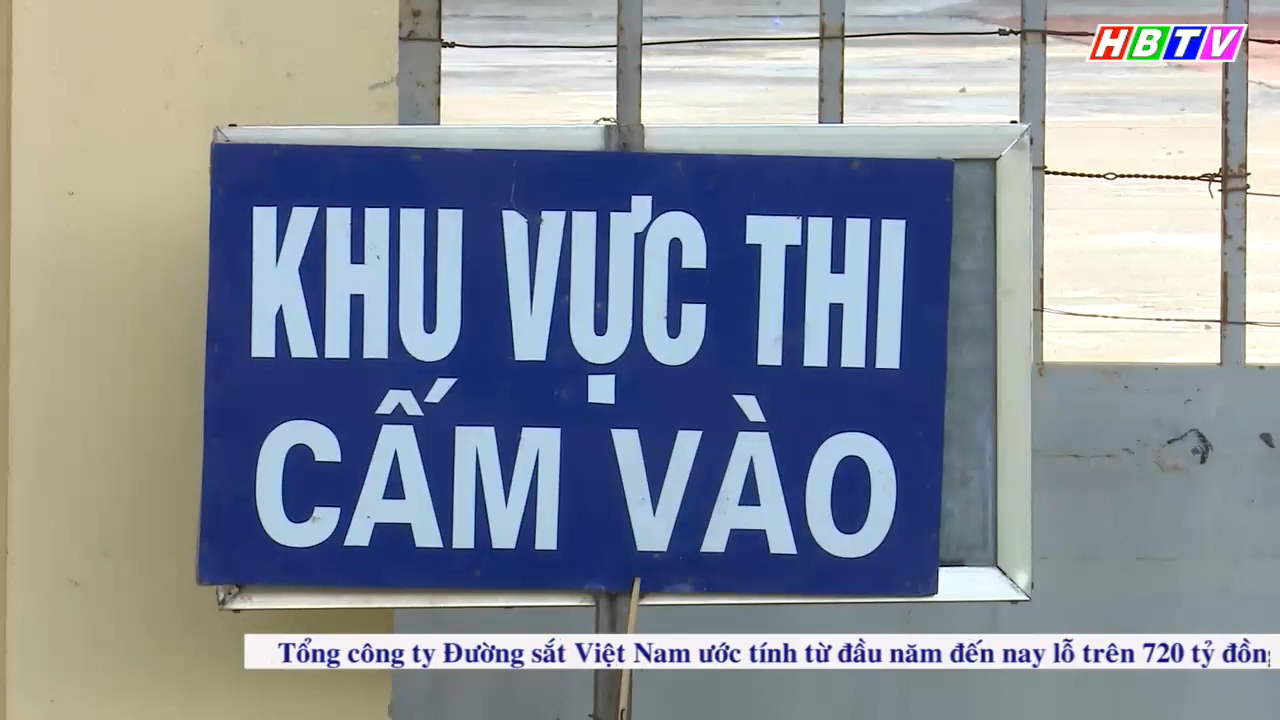 HBTV
KHU VỰC THI
CẤM VÀO
Tổng công ty Đường sắt Việt Nam ước tính từ đầu năm đến nay lỗ trên 720 tỷ đồng